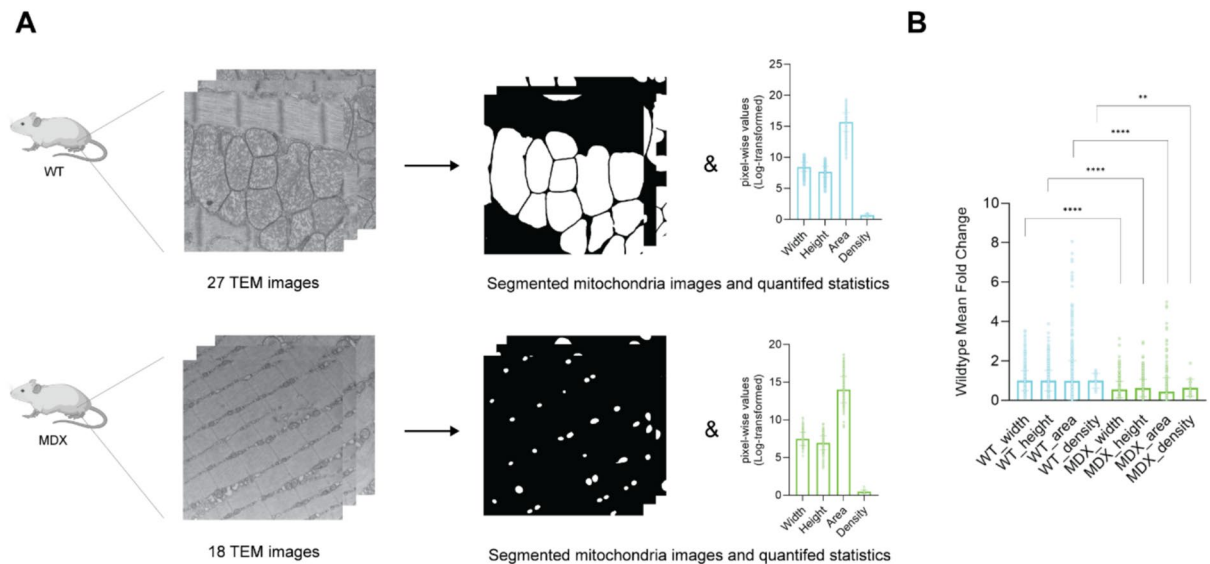 A
B
WT
27 TEM images
&
pixel-wise values
(Log-transformed)
25
20
15
10
5
0
Width
Height
Area
Density
Segmented mitochondria images and quantifed statistics
MDX
18 TEM images
&
pixel-wise values
(Log-transformed)
20
15
10
5
0
Width
Height
Area
Density
Segmented mitochondria images and quantifed statistics
**
****
****
****
Wildtype Mean Fold Change
10
8
6
4
2
0
WT_width
WT_height
WT_area
WT_density
MDX_width
MDX_height
MDX_area
MDX_density